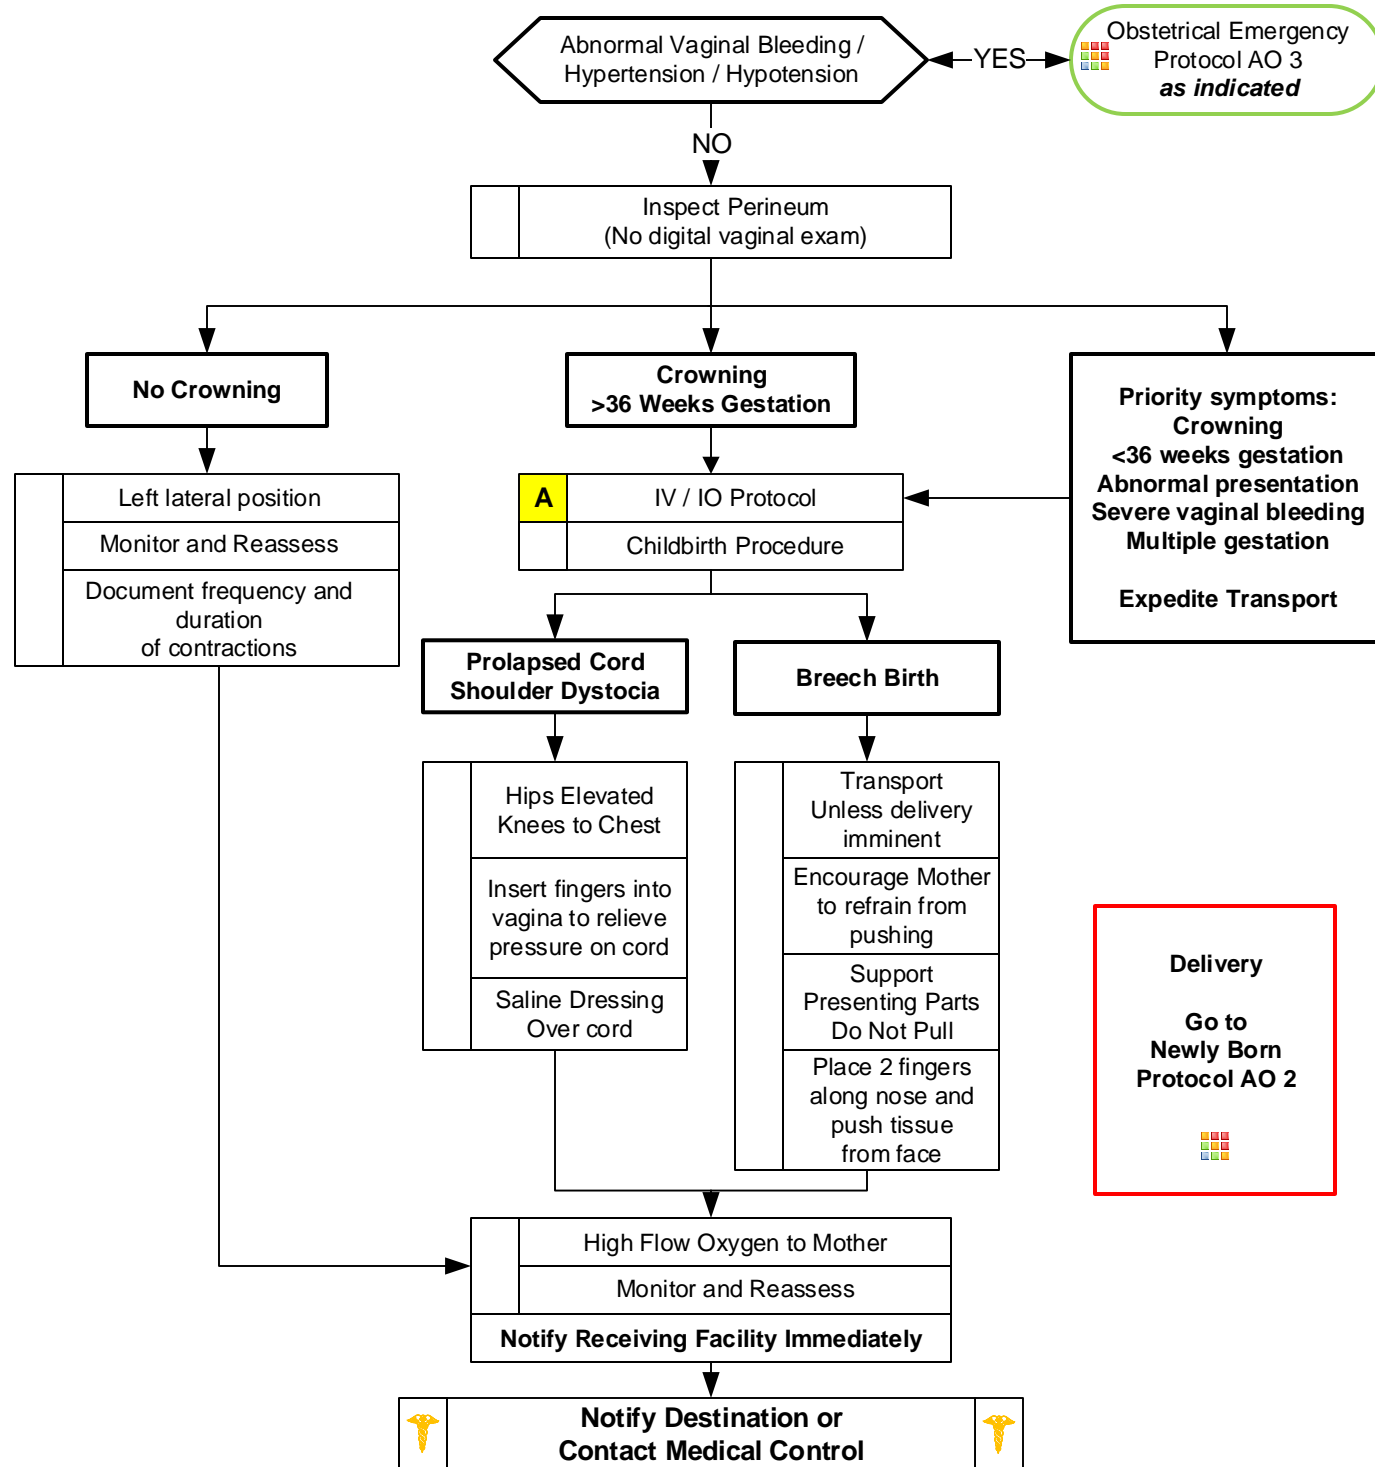 Abnormal Vaginal Bleeding /
Hypertension / Hypotension
YES
Obstetrical Emergency
Protocol AO 3
as indicated
NO
Inspect Perineum
(No digital vaginal exam)
No Crowning
Crowning
>36 Weeks Gestation
Priority symptoms:
Crowning
<36 weeks gestation
Abnormal presentation
Severe vaginal bleeding
Multiple gestation
Expedite Transport
Left lateral position
Monitor and Reassess
Document frequency and
duration
of contractions
A
IV / IO Protocol
Childbirth Procedure
Prolapsed Cord
Shoulder Dystocia
Breech Birth
Hips Elevated
Knees to Chest
Insert fingers into
vagina to relieve
pressure on cord
Saline Dressing
Over cord
Transport
Unless delivery
imminent
Encourage Mother
to refrain from
pushing
Support
Presenting Parts
Do Not Pull
Place 2 fingers
along nose and
push tissue
from face
Delivery
Go to
Newly Born
Protocol AO 2
High Flow Oxygen to Mother
Monitor and Reassess
Notify Receiving Facility Immediately
Notify Destination or
Contact Medical Control